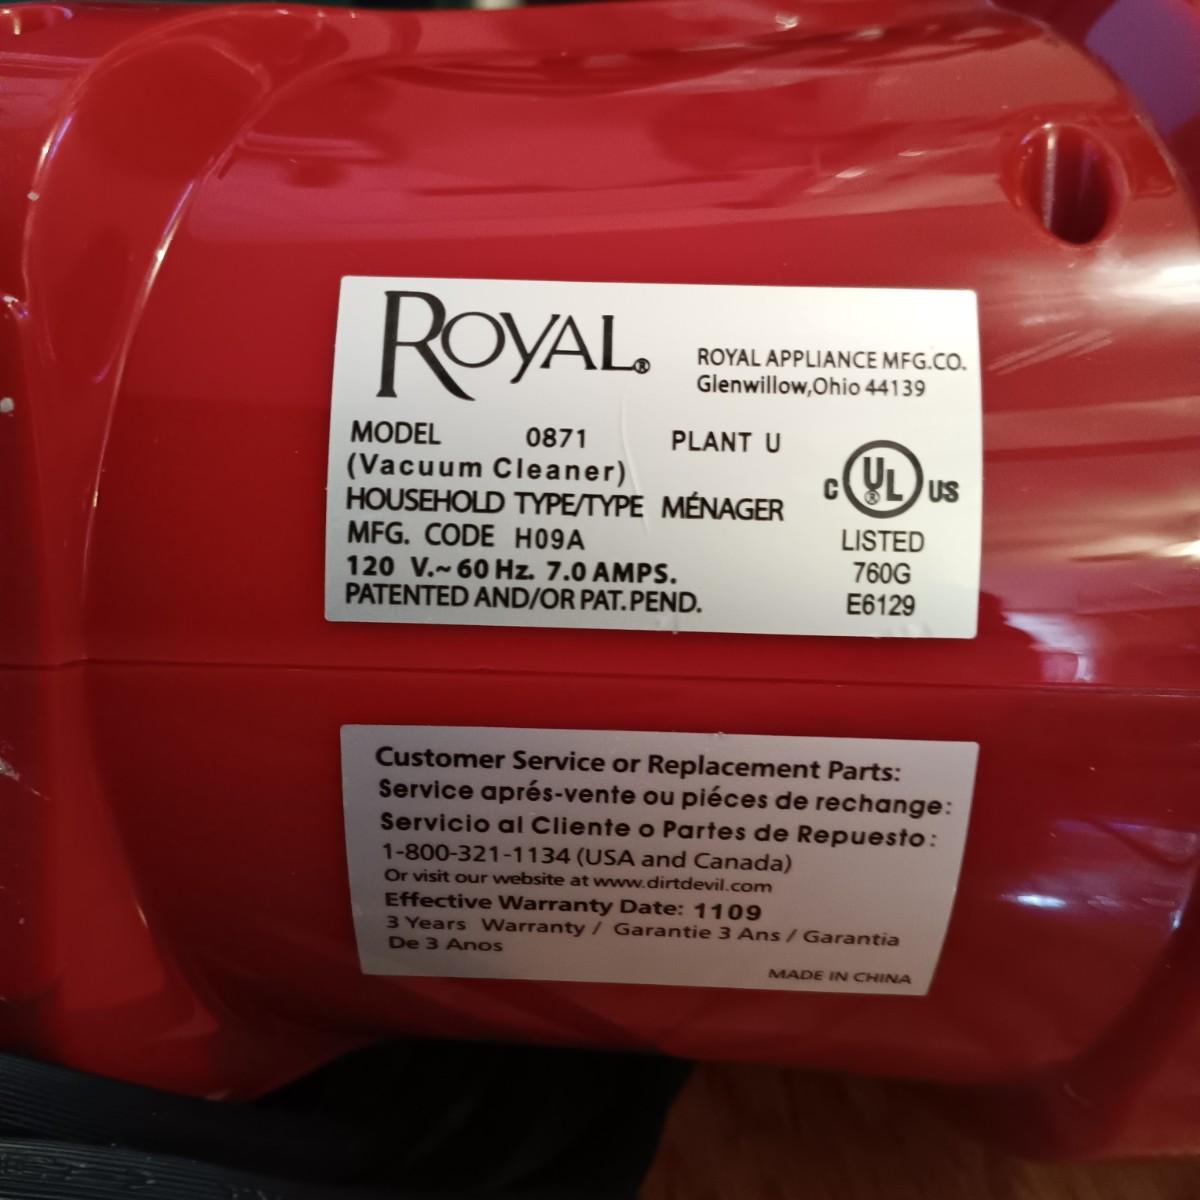 ROYAL®
ROYAL APPLIANCE MFG.CO.
Glenwillow,Ohio 44139
MODEL 0871 PLANT U
(Vacuum Cleaner)
HOUSEHOLD TYPE/TYPE MÉNAGER
MFG. CODE H09A
120 V.~ 60 Hz. 7.0 AMPS.
PATENTED AND/OR PAT.PEND.
C UL® US
LISTED
760G
E6129
Customer Service or Replacement Parts:
Service aprés-vente ou piéces de rechange:
Servicio al Cliente o Partes de Repuesto:
1-800-321-1134 (USA and Canada)
Or visit our website at www.dirtdevil.com
Effective Warranty Date: 1109
3 Years Warranty / Garantie 3 Ans / Garantia
De 3 Anos
MADE IN CHINA